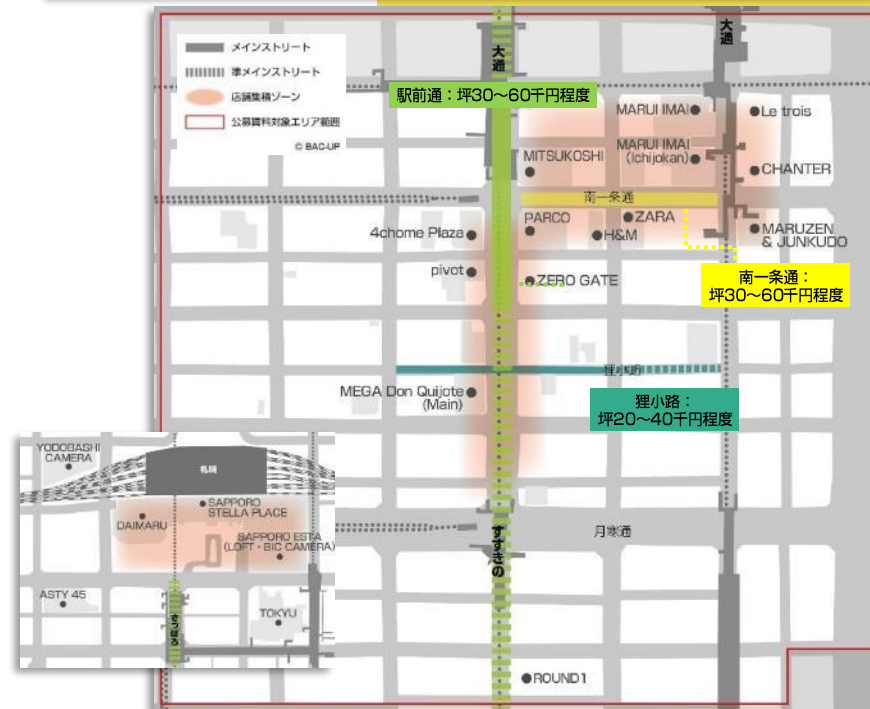 メインストリート
準メインストリート
店舗集積ゾーン
公募賃料対象エリア範囲
© BAC-UP
大通
大通
駅前通：坪30～60千円程度
MARUI IMAI
Le trois
MITSUKOSHI
MARUI IMAI
(Ichijokan)
CHANTER
南一条通
4chome Plaza
PARCO
ZARA
H&M
MARUZEN
& JUNKUDO
pivot
ZERO GATE
南一条通：
坪30～60千円程度
狸小路
MEGA Don Quijote
(Main)
狸小路：
坪20～40千円程度
YODOBASHI
CAMERA
札幌
SAPPORO
STELLA PLACE
DAIMARU
SAPPORO ESTA
(LOFT・BIC CAMERA)
すすきの
月寒通
ASTY 45
さっぽろ
TOKYU
ROUND1